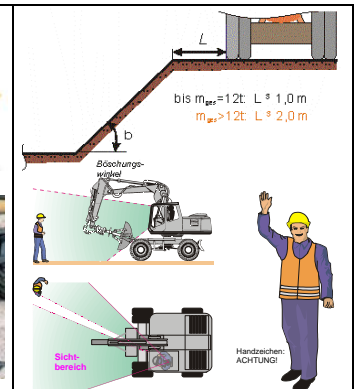 L
bis mges=12t: L ³ 1,0 m
mges>12t: L ³ 2,0 m
b
Böschungs-
winkel
Sicht-
bereich
Handzeichen:
ACHTUNG!